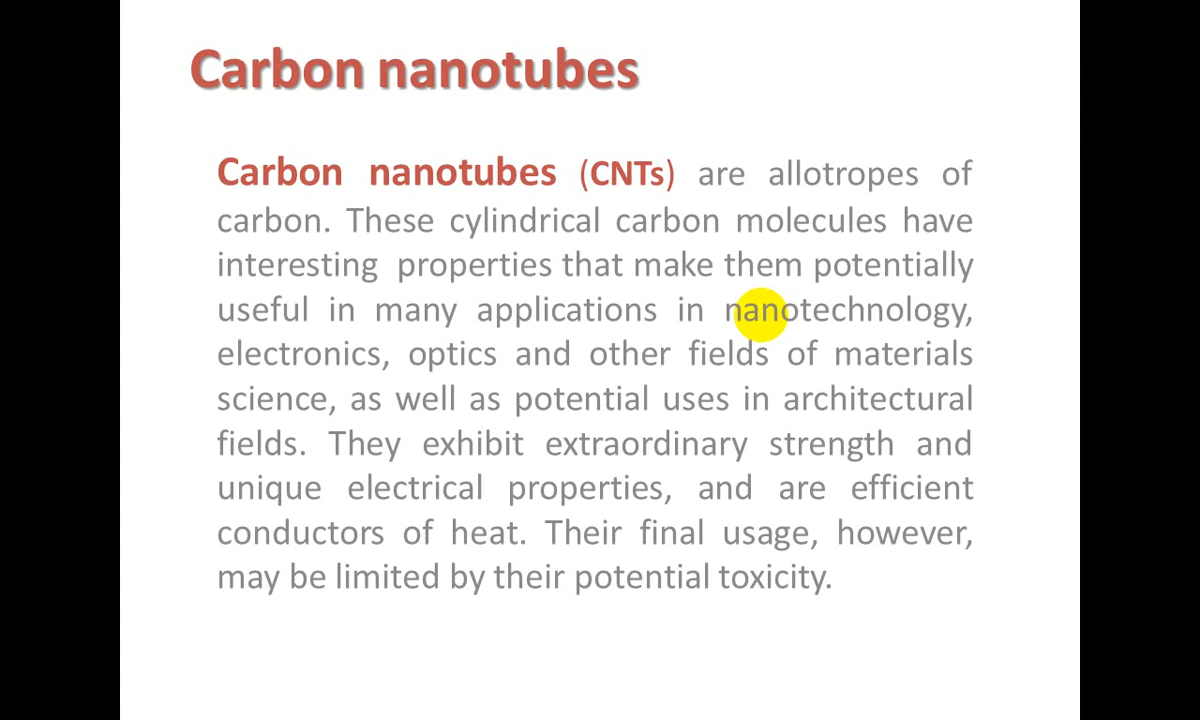 Carbon nanotubes
Carbon nanotubes (CNTs) are allotropes of
carbon. These cylindrical carbon molecules have
interesting properties that make them potentially
useful in many applications in nanotechnology,
electronics, optics and other fields of materials
science, as well as potential uses in architectural
fields. They exhibit extraordinary strength and
unique electrical properties, and are efficient
conductors of heat. Their final usage, however,
may be limited by their potential toxicity.